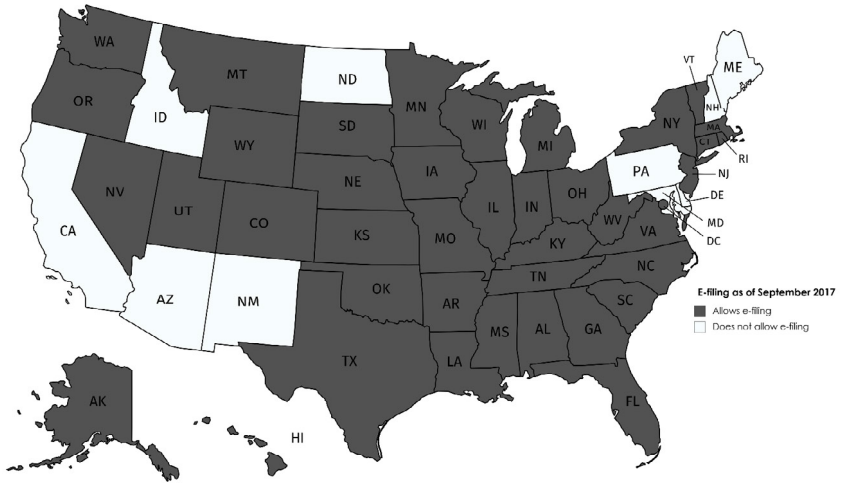 WA
MT
ND
VT
ME
OR
ID
MN
NH
SD
WI
NY
MA
WY
MI
CT
RI
IA
PA
NJ
NE
NV
OH
DE
UT
IL
IN
CO
WV
MD
CA
KS
MO
VA
DC
KY
NC
TN
OK
AZ
NM
AR
SC
E-filing as of September 2017
Allows e-filing
Does not allow e-filing
MS
AL
GA
TX
LA
AK
FL
HI